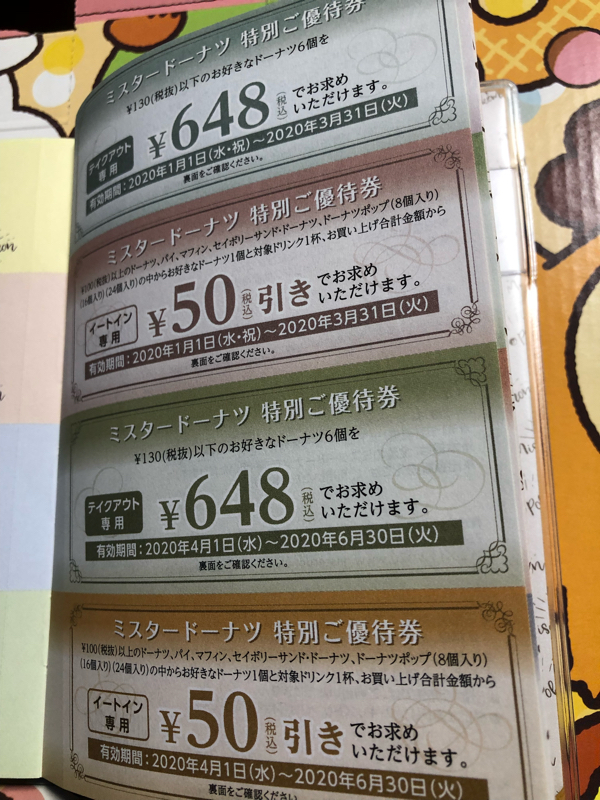 ミスタードーナツ 特別ご優待券
¥130(税抜)以下のお好きなドーナツ6個を
テイクアウト
専用
¥648(税込)でお求め
いただけます。
有効期間：2020年1月1日(水・祝)～2020年3月31日(火)
裏面をご確認ください。
ミスタードーナツ 特別ご優待券
¥100(税抜)以上のドーナツ、パイ、マフィン、セイボリーサンド・ドーナツ、ドーナツポップ(8個入り)
(16個入り)(24個入り)の中からお好きなドーナツ1個と対象ドリンク1杯、お買い上げ合計金額から
イートイン
専用
¥50(税込)引きでお求め
いただけます。
有効期間：2020年1月1日(水・祝)～2020年3月31日(火)
裏面をご確認ください。
ミスタードーナツ 特別ご優待券
¥130(税抜)以下のお好きなドーナツ6個を
テイクアウト
専用
¥648(税込)でお求め
いただけます。
有効期間：2020年4月1日(水)～2020年6月30日(火)
裏面をご確認ください。
ミスタードーナツ 特別ご優待券
¥100(税抜)以上のドーナツ、パイ、マフィン、セイボリーサンド・ドーナツ、ドーナツポップ(8個入り)
(16個入り)(24個入り)の中からお好きなドーナツ1個と対象ドリンク1杯、お買い上げ合計金額から
イートイン
専用
¥50(税込)引きでお求め
いただけます。
有効期間：2020年4月1日(水)～2020年6月30日(火)
裏面をご確認ください。